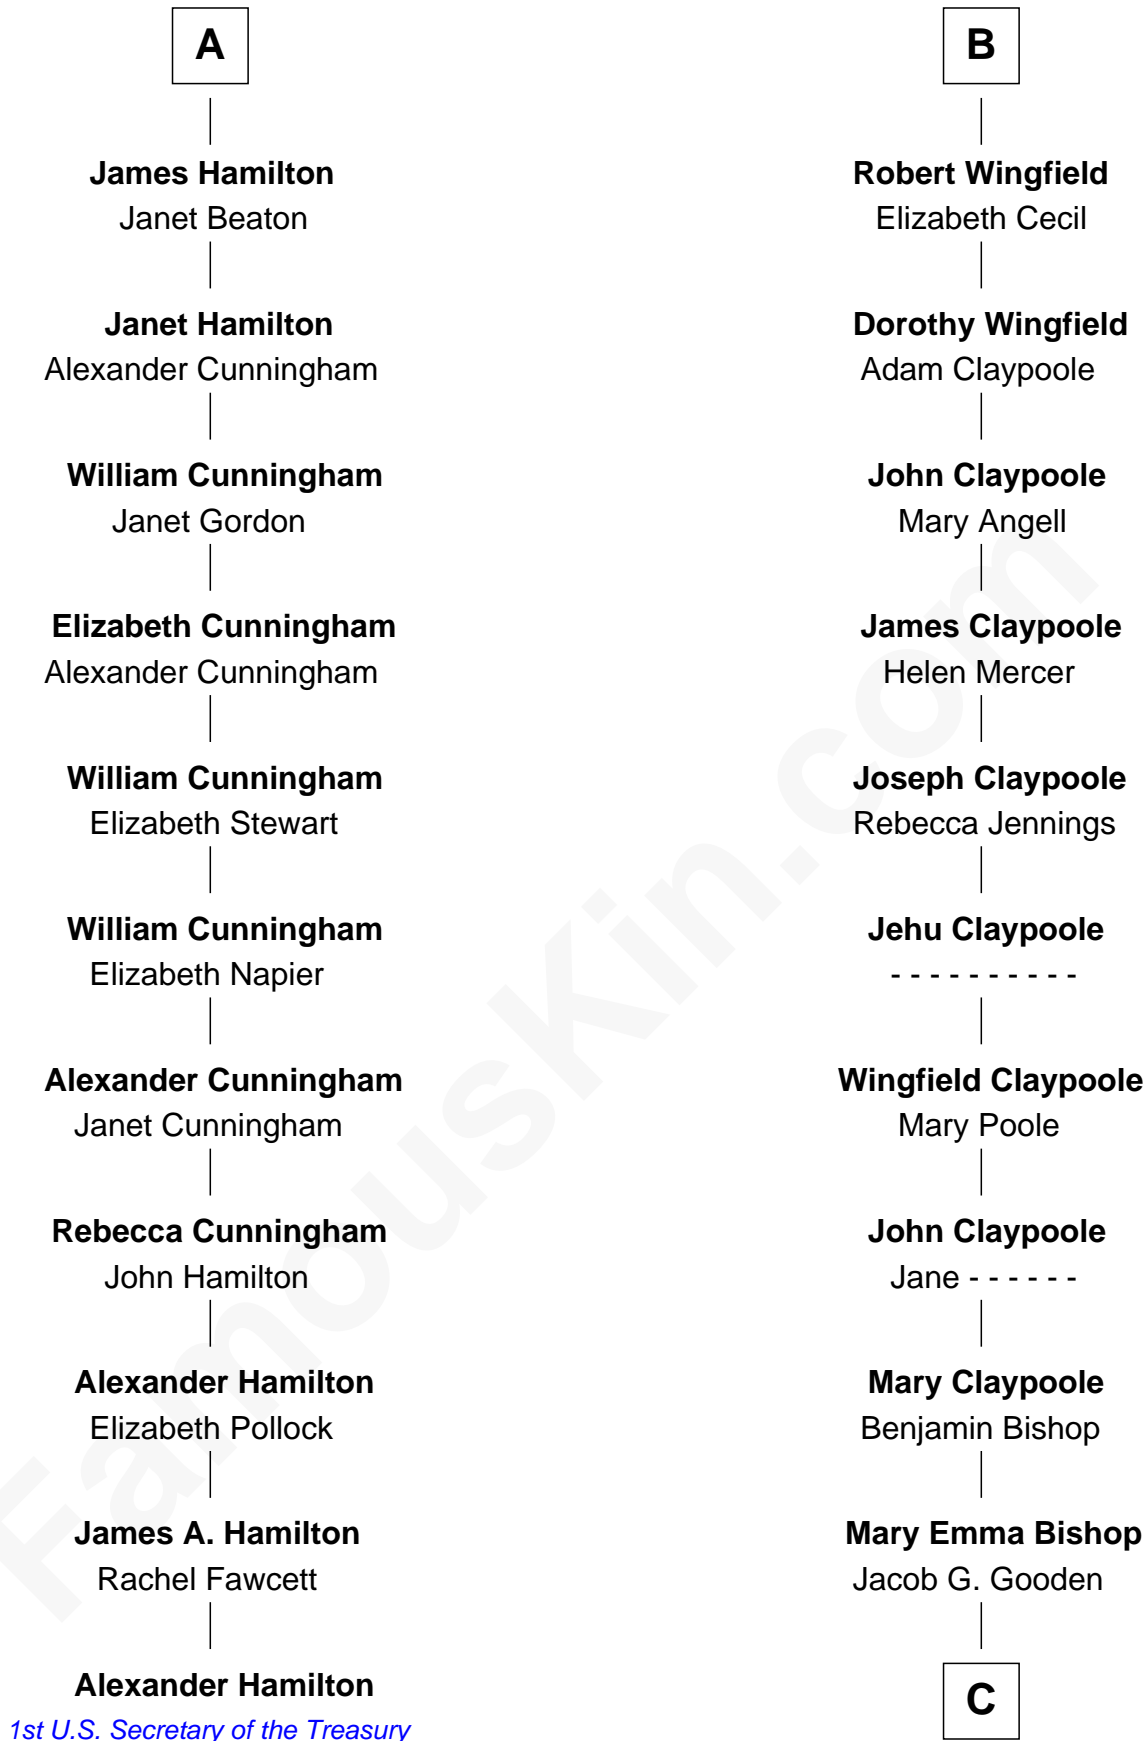 A
James Hamilton
Janet Beaton
Janet Hamilton
Alexander Cunningham
William Cunningham
Janet Gordon
Elizabeth Cunningham
Alexander Cunningham
William Cunningham
Elizabeth Stewart
William Cunningham
Elizabeth Napier
Alexander Cunningham
Janet Cunningham
Rebecca Cunningham
John Hamilton
Alexander Hamilton
Elizabeth Pollock
James A. Hamilton
Rachel Fawcett
Alexander Hamilton
1st U.S. Secretary of the Treasury
B
Robert Wingfield
Elizabeth Cecil
Dorothy Wingfield
Adam Claypoole
John Claypoole
Mary Angell
James Claypoole
Helen Mercer
Joseph Claypoole
Rebecca Jennings
Jehu Claypoole
- - - - - - - - - -
Wingfield Claypoole
Mary Poole
John Claypoole
Jane - - - - - -
Mary Claypoole
Benjamin Bishop
Mary Emma Bishop
Jacob G. Gooden
C
FamousKin.com